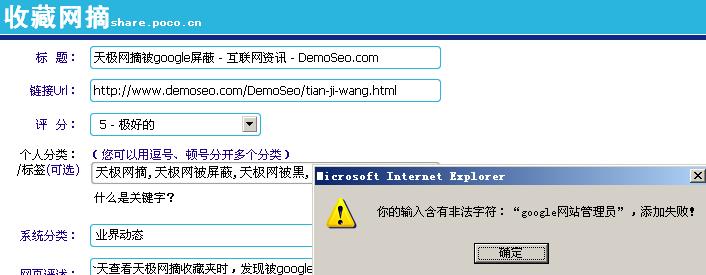 收藏网摘share.poco.cn
标 题： 天极网摘被google屏蔽 - 互联网资讯 - DemoSeo.com
链接Url： http://www.demoseo.com/DemoSeo/tian-ji-wang.html
评 分： 5 - 极好的
个人分类： （您可以用逗号、顿号分开多个分类）
/标签(可选) 天极网摘,天极网被屏蔽,天极网被黑,
什么是关键字？
Microsoft Internet Explorer
你的输入含有非法字符：“google网站管理员”，添加失败!
确定
系统分类： 业界动态
网页评述： 天查看天极网摘收藏夹时，发现被google